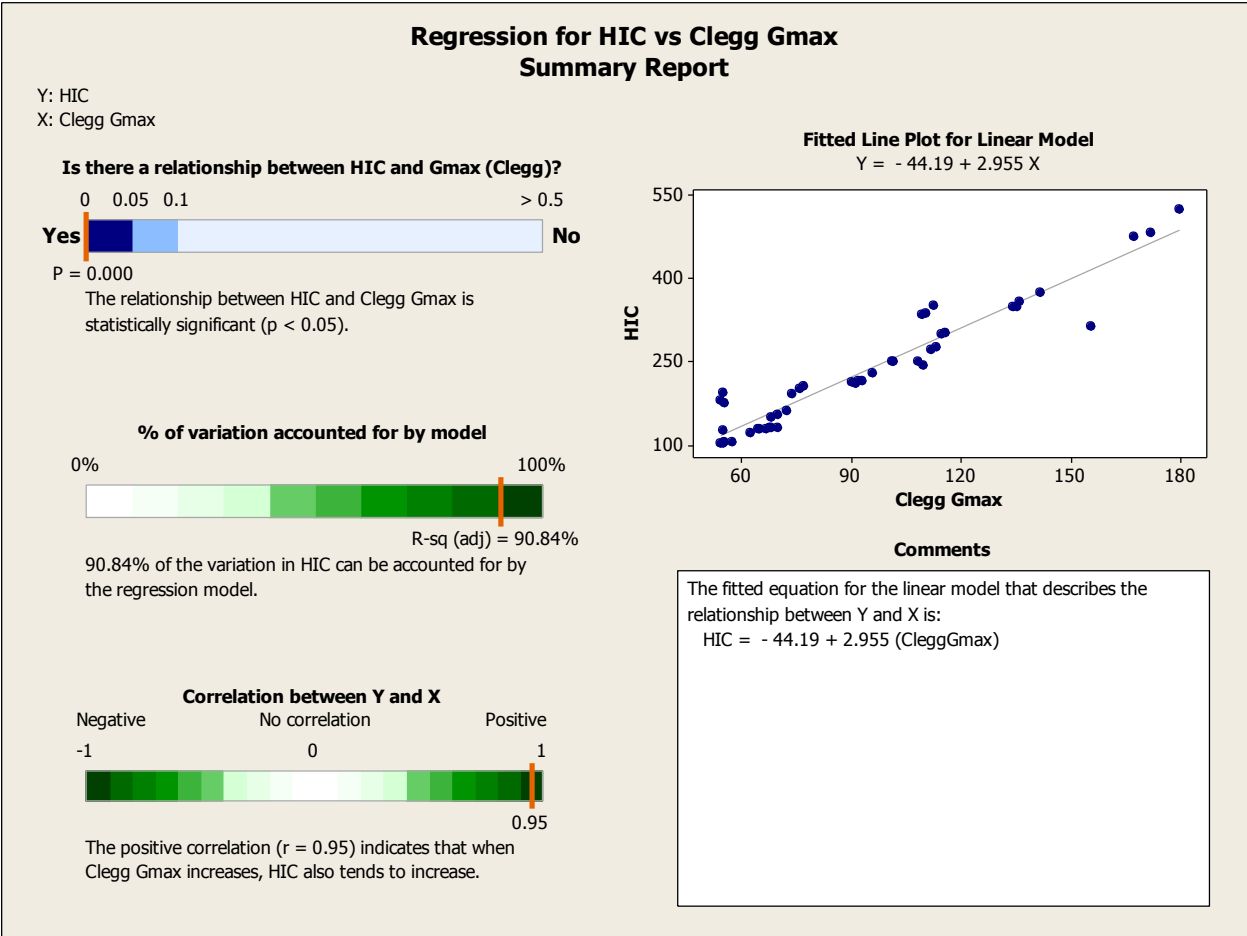 Regression for HIC vs Clegg Gmax
Summary Report
Y: HIC
X: Clegg Gmax
Is there a relationship between HIC and Gmax (Clegg)?
0 0.05 0.1 > 0.5
Yes No
P = 0.000
The relationship between HIC and Clegg Gmax is
statistically significant (p < 0.05).
% of variation accounted for by model
0% 100%
R-sq (adj) = 90.84%
90.84% of the variation in HIC can be accounted for by
the regression model.
Correlation between Y and X
Negative No correlation Positive
-1 0 1
0.95
The positive correlation (r = 0.95) indicates that when
Clegg Gmax increases, HIC also tends to increase.
Fitted Line Plot for Linear Model
Y = - 44.19 + 2.955 X
550
400
250
100
HIC
60 90 120 150 180
Clegg Gmax
Comments
The fitted equation for the linear model that describes the
relationship between Y and X is:
HIC = - 44.19 + 2.955 (CleggGmax)